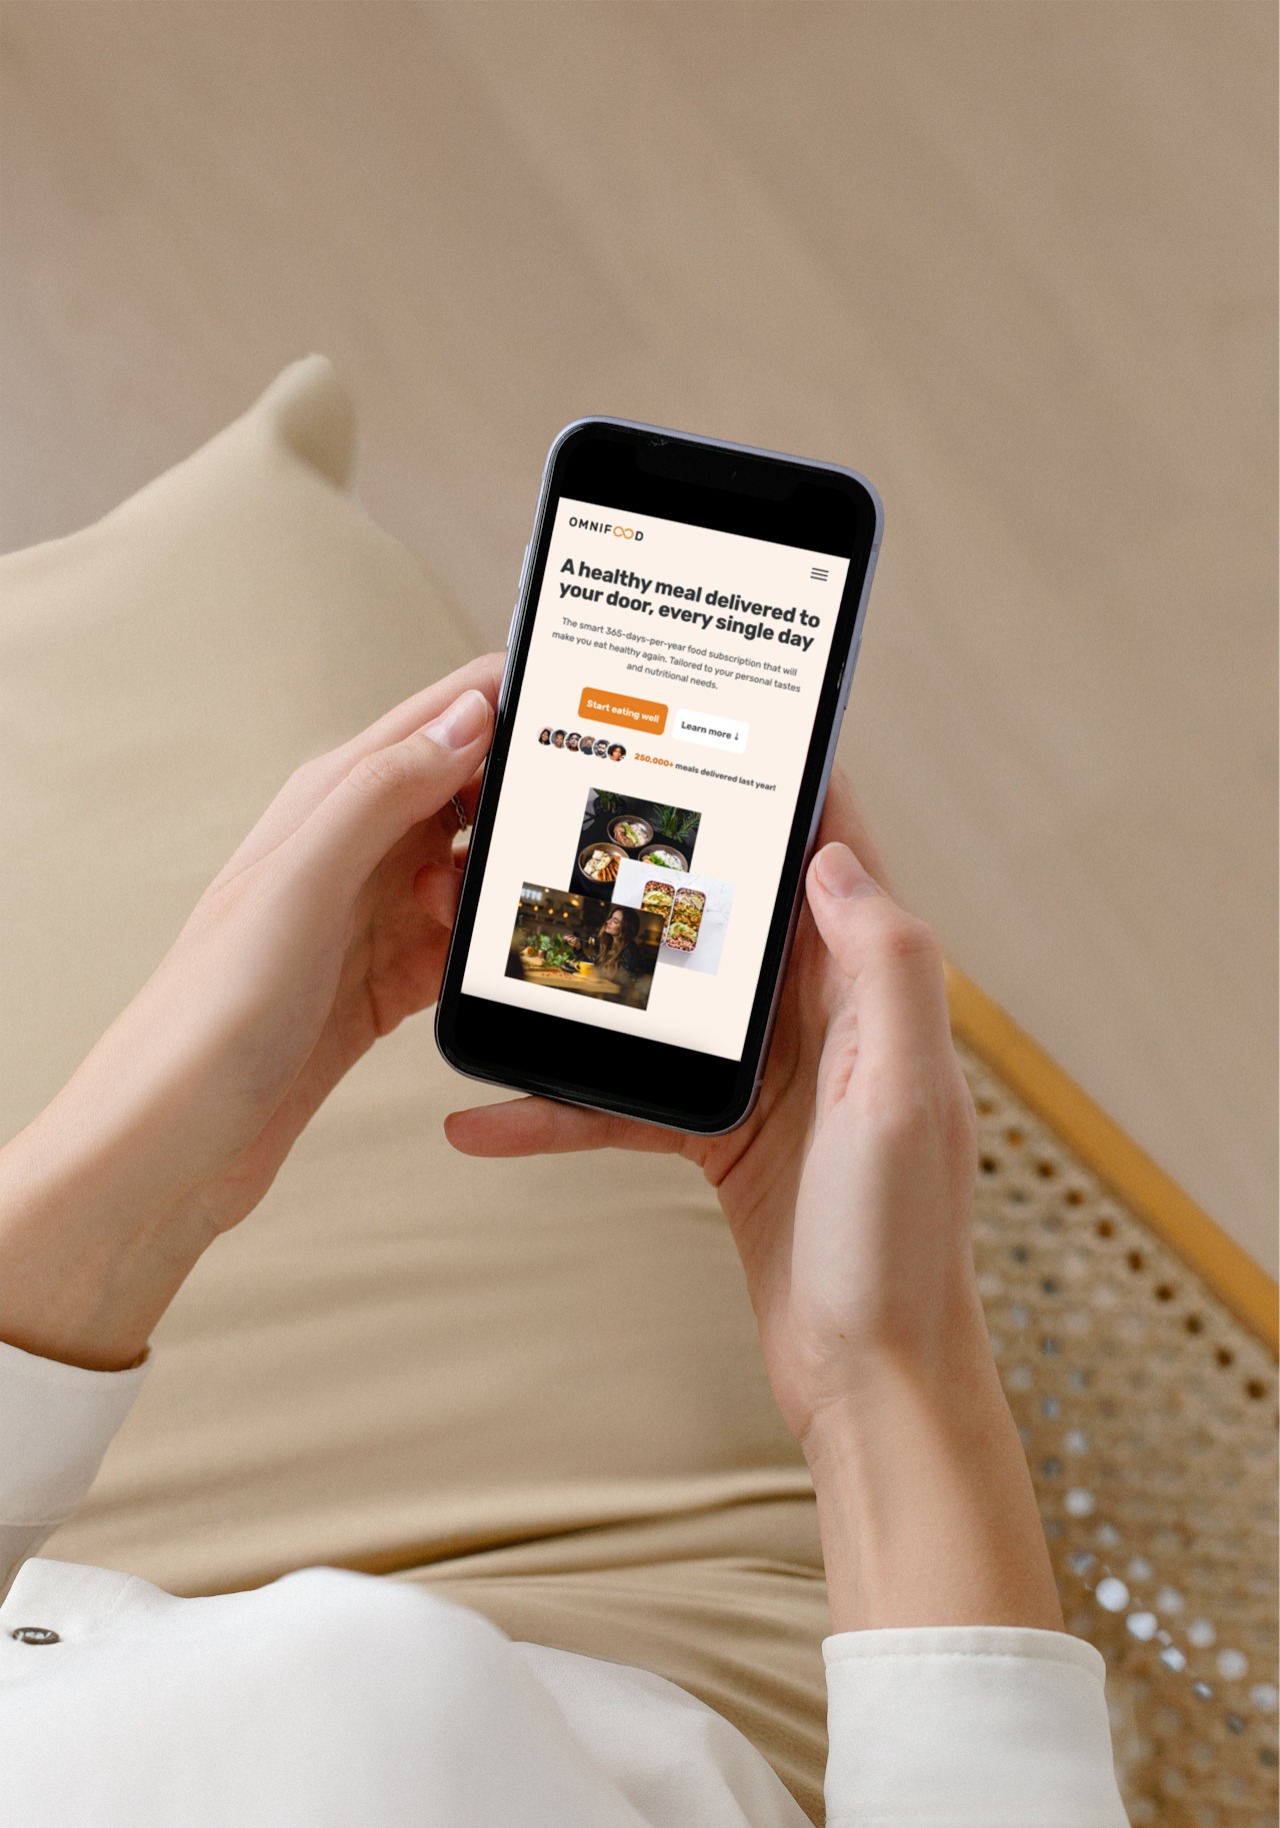 OMNIFOOD
A healthy meal delivered to
your door, every single day
The smart 365-days-per-year food subscription that will
make you eat healthy again. Tailored to your personal tastes
and nutritional needs.
Start eating well
Learn more ↓
250,000+ meals delivered last year!